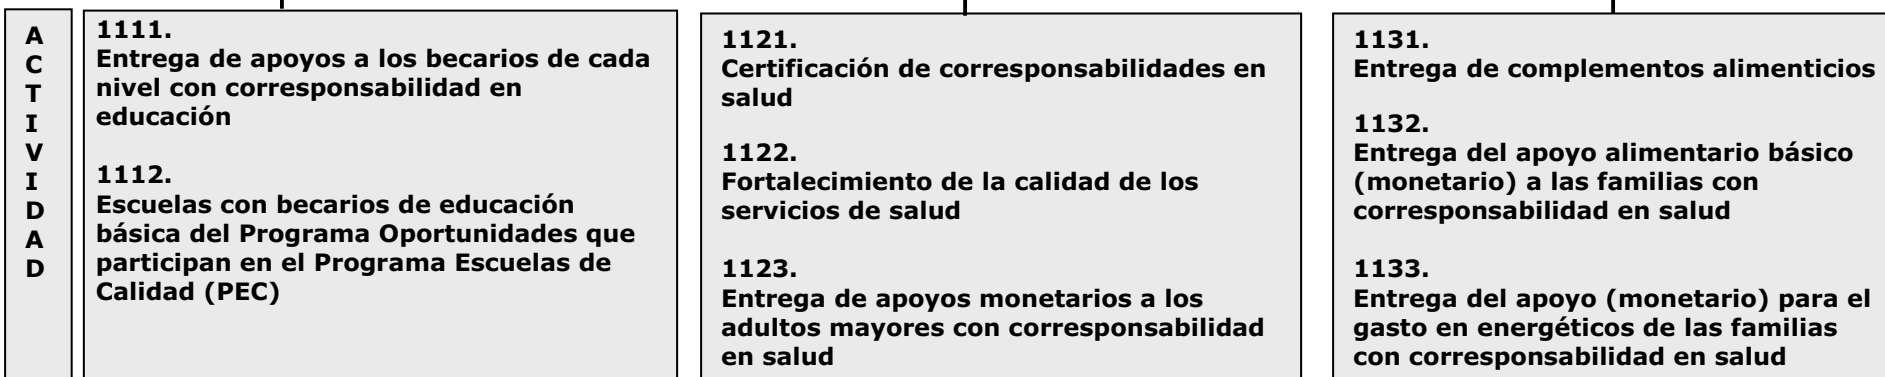 A
C
T
I
V
I
D
A
D
1111.
Entrega de apoyos a los becarios de cada
nivel con corresponsabilidad en
educación
1112.
Escuelas con becarios de educación
básica del Programa Oportunidades que
participan en el Programa Escuelas de
Calidad (PEC)
1121.
Certificación de corresponsabilidades en
salud
1122.
Fortalecimiento de la calidad de los
servicios de salud
1123.
Entrega de apoyos monetarios a los
adultos mayores con corresponsabilidad
en salud
1131.
Entrega de complementos alimenticios
1132.
Entrega del apoyo alimentario básico
(monetario) a las familias con
corresponsabilidad en salud
1133.
Entrega del apoyo (monetario) para el
gasto en energéticos de las familias
con corresponsabilidad en salud